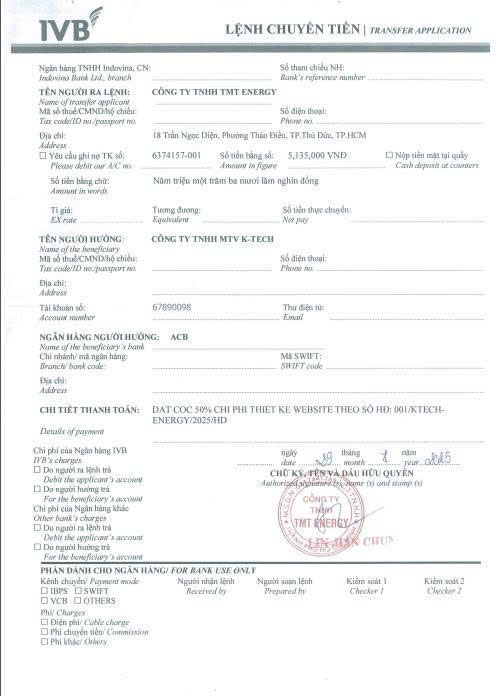 IVB
LỆNH CHUYỂN TIỀN | TRANSFER APPLICATION
Ngân hàng TNHH Indovina, CN:
Indovina Bank Ltd., branch
Số tham chiếu NH:
Bank's reference number
TÊN NGƯỜI RA LỆNH: CÔNG TY TNHH TMT ENERGY
Name of transfer applicant
Mã số thuế/CMND/hộ chiếu:
Tax code/ID no./passport no.
Số điện thoại:
Phone no.
Địa chỉ: 18 Trần Ngọc Diện, Phường Thảo Điền, TP.Thủ Đức, TP.HCM
Address
Yêu cầu ghi nợ TK số: 6374157-001 Số tiền bằng số: 5,135,000 VND Nộp tiền mặt tại quầy
Please debit our A/C no. Amount in figure Cash deposit at counters
Số tiền bằng chữ: Năm triệu một trăm ba mươi lăm nghìn đồng
Amount in words
Tỉ giá: Tương đương: Số tiền thực chuyển:
EX rate Equivalent Net pay
TÊN NGƯỜI HƯỞNG: CÔNG TY TNHH MTV K-TECH
Name of the beneficiary
Mã số thuế/CMND/hộ chiếu: Số điện thoại:
Tax code/ID no./passport no. Phone no.
Địa chỉ:
Address
Tài khoản số: 67890098 Thư điện tử:
Account number Email
NGÂN HÀNG NGƯỜI HƯỞNG: ACB
Name of the beneficiary's bank
Chi nhánh/ mã ngân hàng: Mã SWIFT:
Branch/ bank code: SWIFT code
Địa chỉ:
Address
CHI TIẾT THANH TOÁN: DAT COC 50% CHI PHI THIET KE WEBSITE THEO SỐ HĐ: 001/KTECH-
ENERGY/2025/HD
Details of payment
Chi phí của Ngân hàng IVB
IVB's charges
Do người ra lệnh trả
Debit the applicant's account
Do người hưởng trả
For the beneficiary's account
Chi phí của Ngân hàng khác
Other bank's charges
Do người ra lệnh trả
Debit the applicant's account
Do người hưởng trả
For the beneficiary's account
ngày tháng năm
date 29 month 8 year 2025
CHỮ KÝ, TÊN VÀ DẤU HỮU QUYỀN
Authorized signature(s), name (s) and stamp (s)
CÔNG TY
TNHH
TMT ENERGY
THÀNH PHỐ HỒ CHÍ MINH
PHẦN DÀNH CHO NGÂN HÀNG/ FOR BANK USE ONLY
Kênh chuyển/ Payment mode Người nhận lệnh Người soạn lệnh Kiểm soát 1 Kiểm soát 2
IBPS SWIFT Received by Prepared by Checker 1 Checker 2
VCB OTHERS
Phí/ Charges
Điện phí/ Cable charge
Phí chuyển tiền/ Commission
Phí khác/ Others